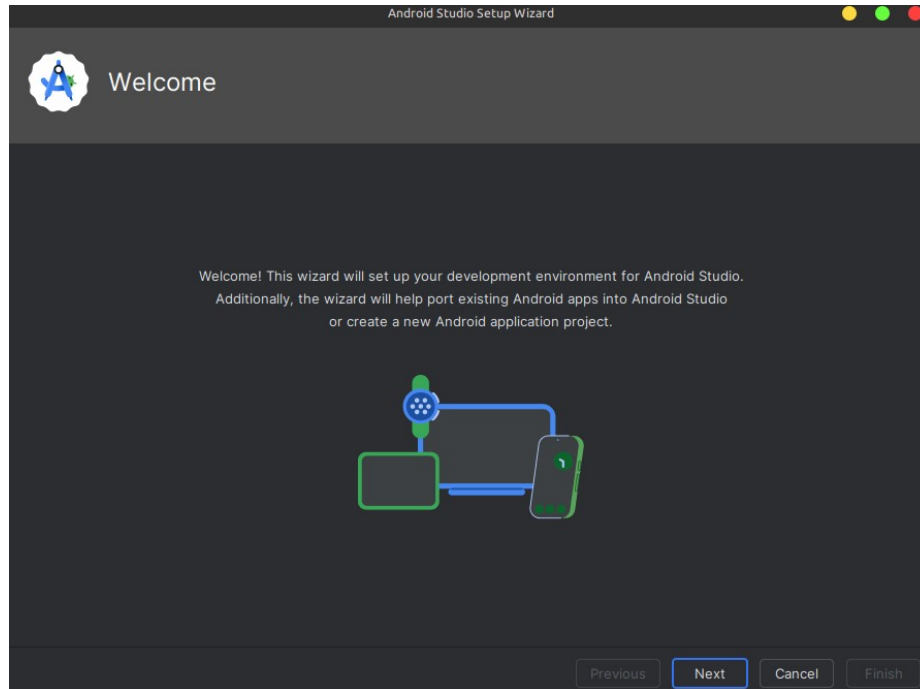 Android Studio Setup Wizard
Welcome
Welcome! This wizard will set up your development environment for Android Studio.
Additionally, the wizard will help port existing Android apps into Android Studio
or create a new Android application project.
Previous
Next
Cancel
Finish